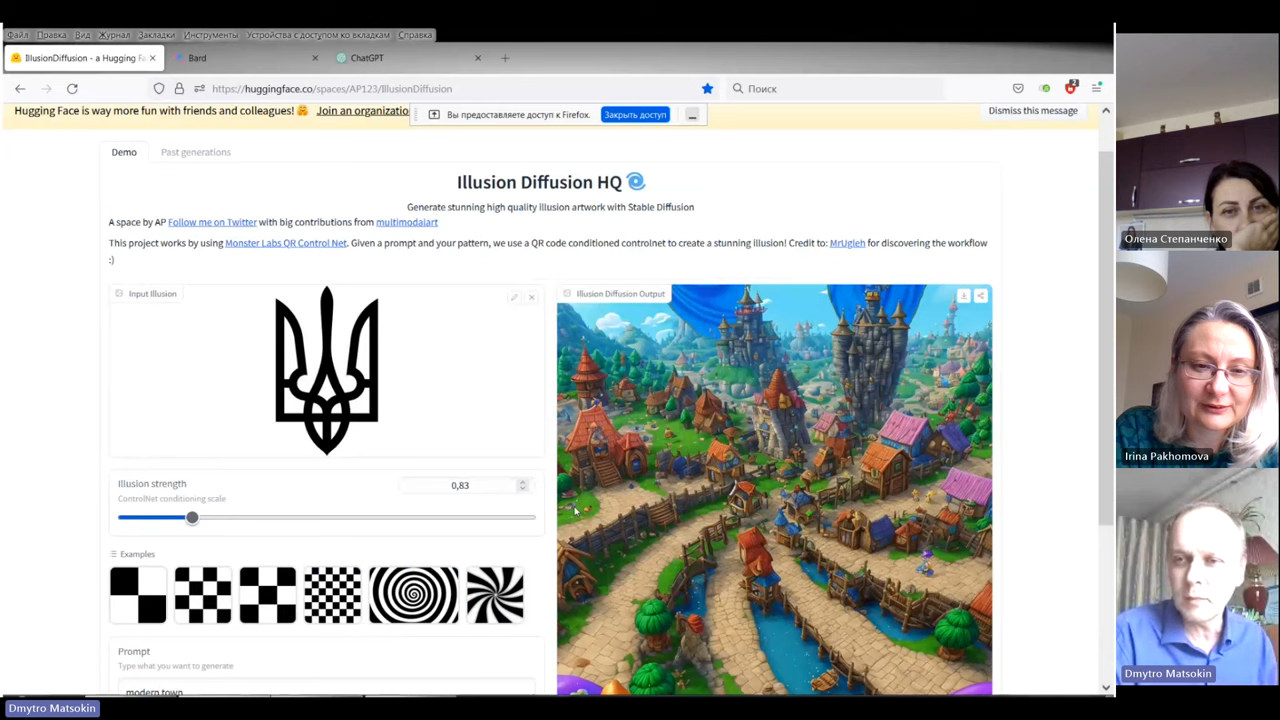 Файл Правка Вид Журнал Закладки Инструменты Устройства с доступом ко вкладкам Справка
IllusionDiffusion - a Hugging Fa
Bard
ChatGPT
https://huggingface.co/spaces/AP123/IllusionDiffusion
Поиск
2
Hugging Face is way more fun with friends and colleagues! 🤗 Join an organizatio
Вы предоставляете доступ к Firefox.
Закрыть доступ
Dismiss this message
Demo
Past generations
Illusion Diffusion HQ 🌀
Generate stunning high quality illusion artwork with Stable Diffusion
A space by AP Follow me on Twitter with big contributions from multimodalart
This project works by using Monster Labs QR Control Net. Given a prompt and your pattern, we use a QR code conditioned controlnet to create a stunning illusion! Credit to: MrUgleh for discovering the workflow
:)
Input Illusion
Illusion Diffusion Output
Illusion strength
0,83
ControlNet conditioning scale
Examples
Prompt
Type what you want to generate
modern town
Олена Степанченко
Irina Pakhomova
Dmytro Matsokin
Dmytro Matsokin